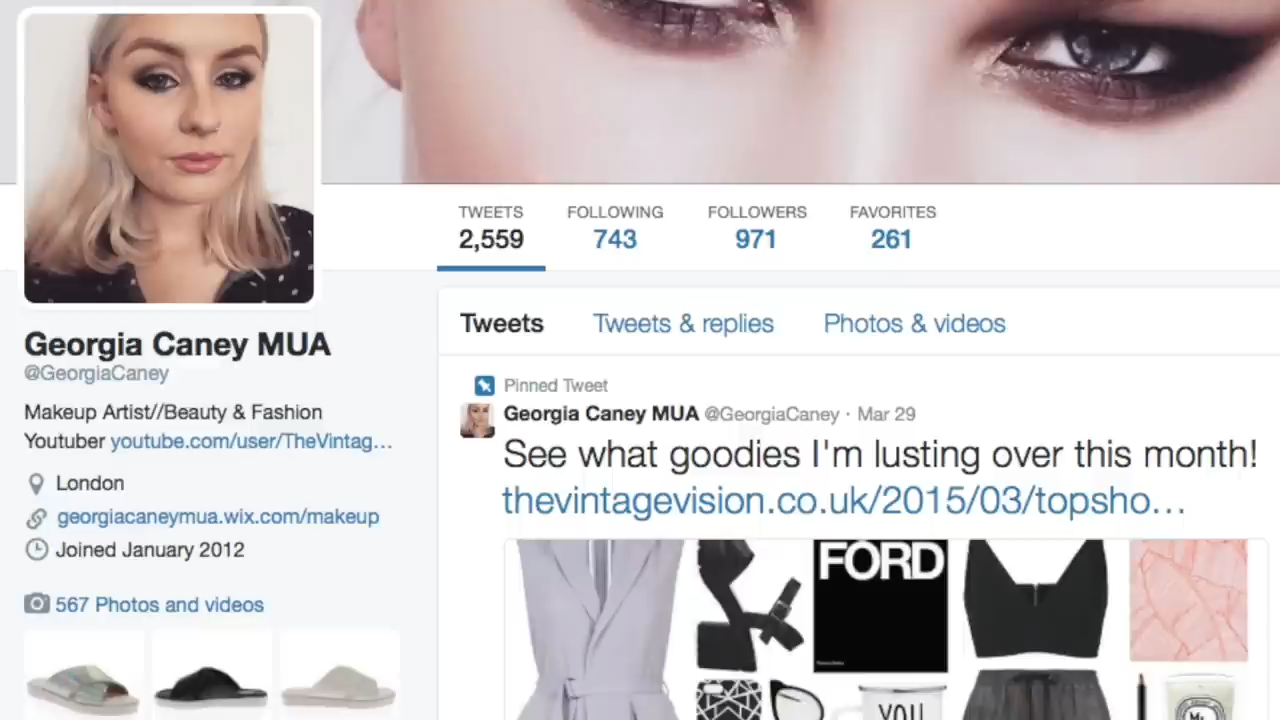 TWEETS FOLLOWING FOLLOWERS FAVORITES
2,559 743 971 261
Georgia Caney MUA
@GeorgiaCaney
Makeup Artist//Beauty & Fashion
Youtuber youtube.com/user/TheVintag...
London
georgiacaneymua.wix.com/makeup
Joined January 2012
567 Photos and videos
Tweets Tweets & replies Photos & videos
Pinned Tweet
Georgia Caney MUA @GeorgiaCaney · Mar 29
See what goodies I'm lusting over this month!
thevintagevision.co.uk/2015/03/topsho...
FORD
YOU